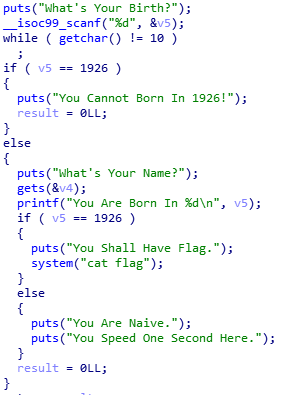 puts("What's Your Birth?");
__isoc99_scanf("%d", &v5);
while ( getchar() != 10 )
;
if ( v5 == 1926 )
{
puts("You Cannot Born In 1926!");
result = 0LL;
}
else
{
puts("What's Your Name?");
gets(&v4);
printf("You Are Born In %d\n", v5);
if ( v5 == 1926 )
{
puts("You Shall Have Flag.");
system("cat flag");
}
else
{
puts("You Are Naive.");
puts("You Speed One Second Here.");
}
result = 0LL;
}